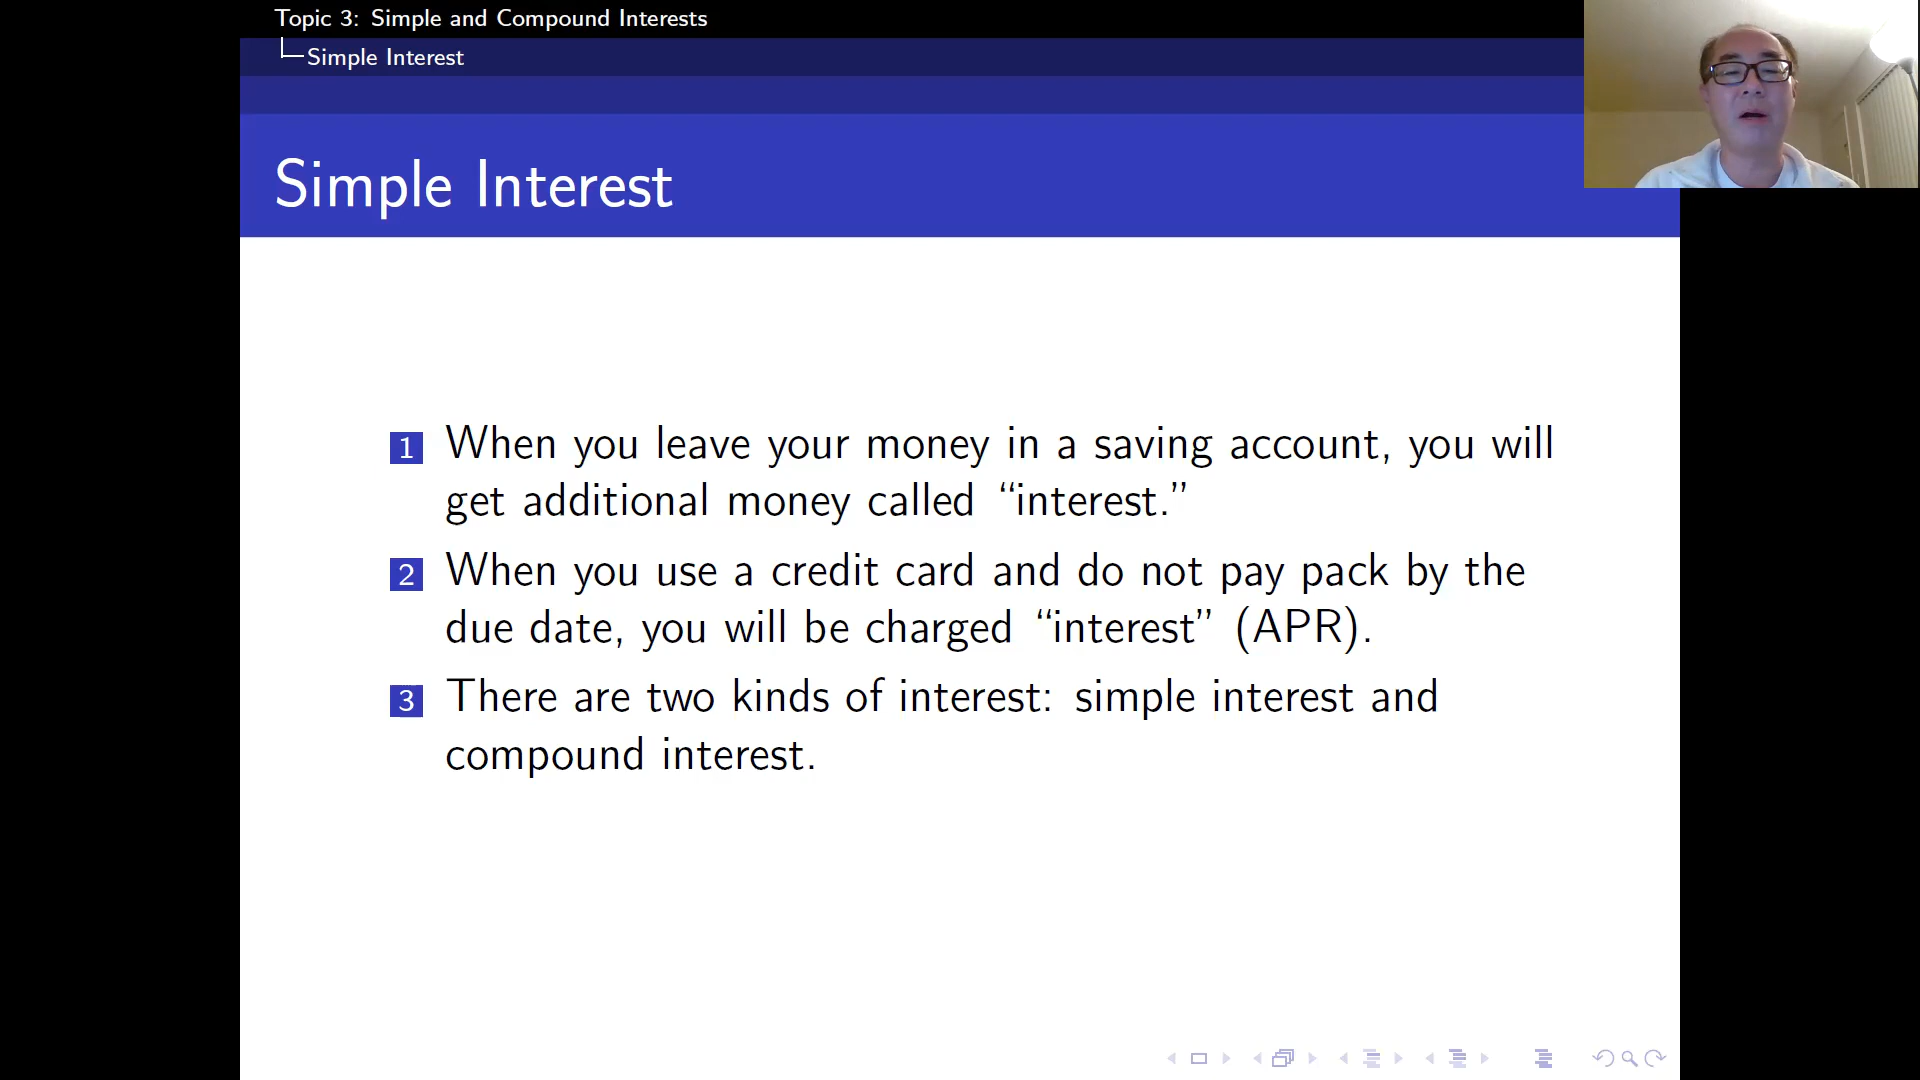 Topic 3: Simple and Compound Interests
Simple Interest
Simple Interest
1 When you leave your money in a saving account, you will
get additional money called “interest.”
2 When you use a credit card and do not pay pack by the
due date, you will be charged “interest” (APR).
3 There are two kinds of interest: simple interest and
compound interest.